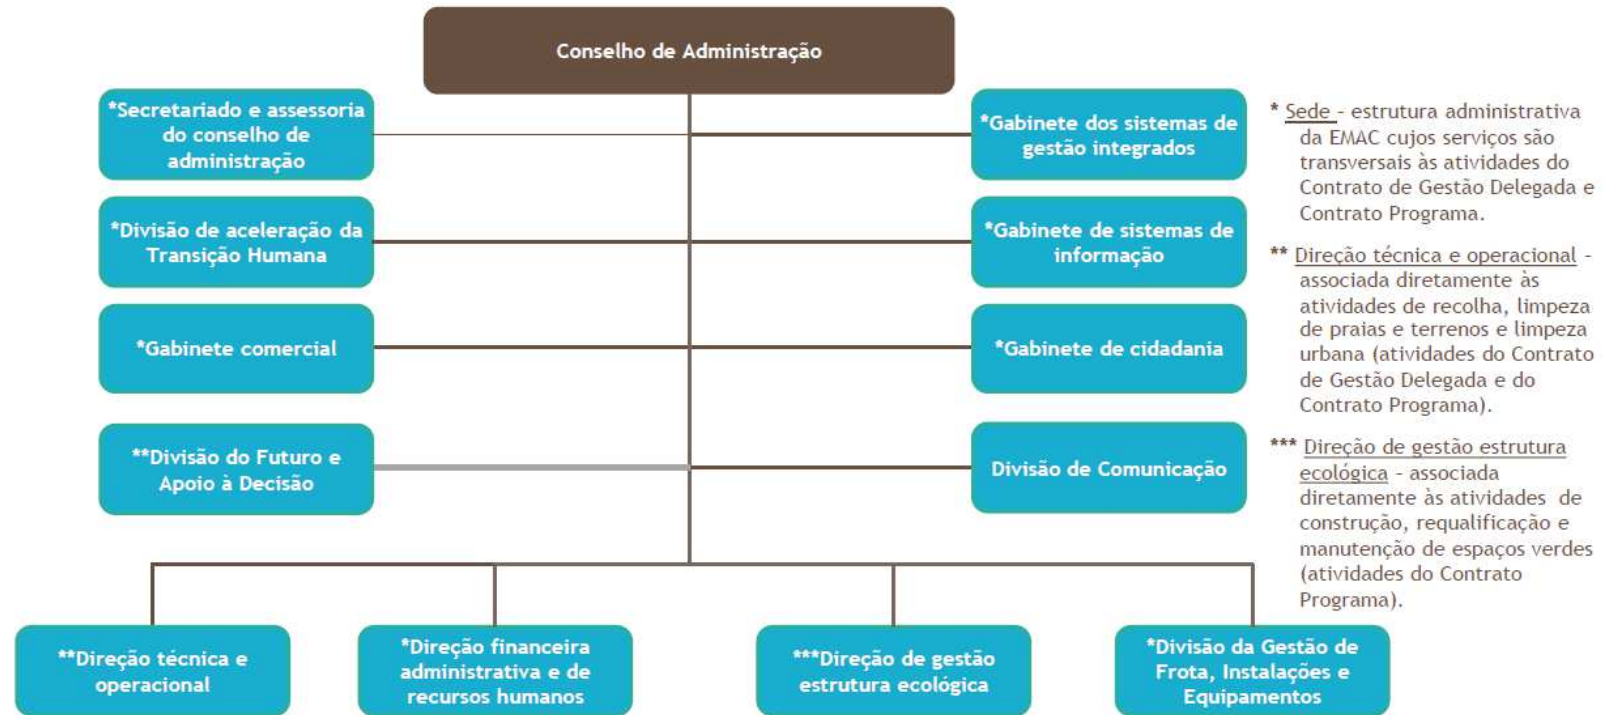 Conselho de Administração
*Secretariado e assessoria
do conselho de
administração
*Gabinete dos sistemas de
gestão integrados
*Divisão de aceleração da
Transição Humana
*Gabinete de sistemas de
informação
*Gabinete comercial
*Gabinete de cidadania
**Divisão do Futuro e
Apoio à Decisão
Divisão de Comunicação
**Direção técnica e
operacional
*Direção financeira
administrativa e de
recursos humanos
***Direção de gestão
estrutura ecológica
*Divisão da Gestão de
Frota, Instalações e
Equipamentos
* Sede - estrutura administrativa
da EMAC cujos serviços são
transversais às atividades do
Contrato de Gestão Delegada e
Contrato Programa.
** Direção técnica e operacional -
associada diretamente às
atividades de recolha, limpeza
de praias e terrenos e limpeza
urbana (atividades do Contrato
de Gestão Delegada e do
Contrato Programa).
*** Direção de gestão estrutura
ecológica - associada
diretamente às atividades de
construção, requalificação e
manutenção de espaços verdes
(atividades do Contrato
Programa).